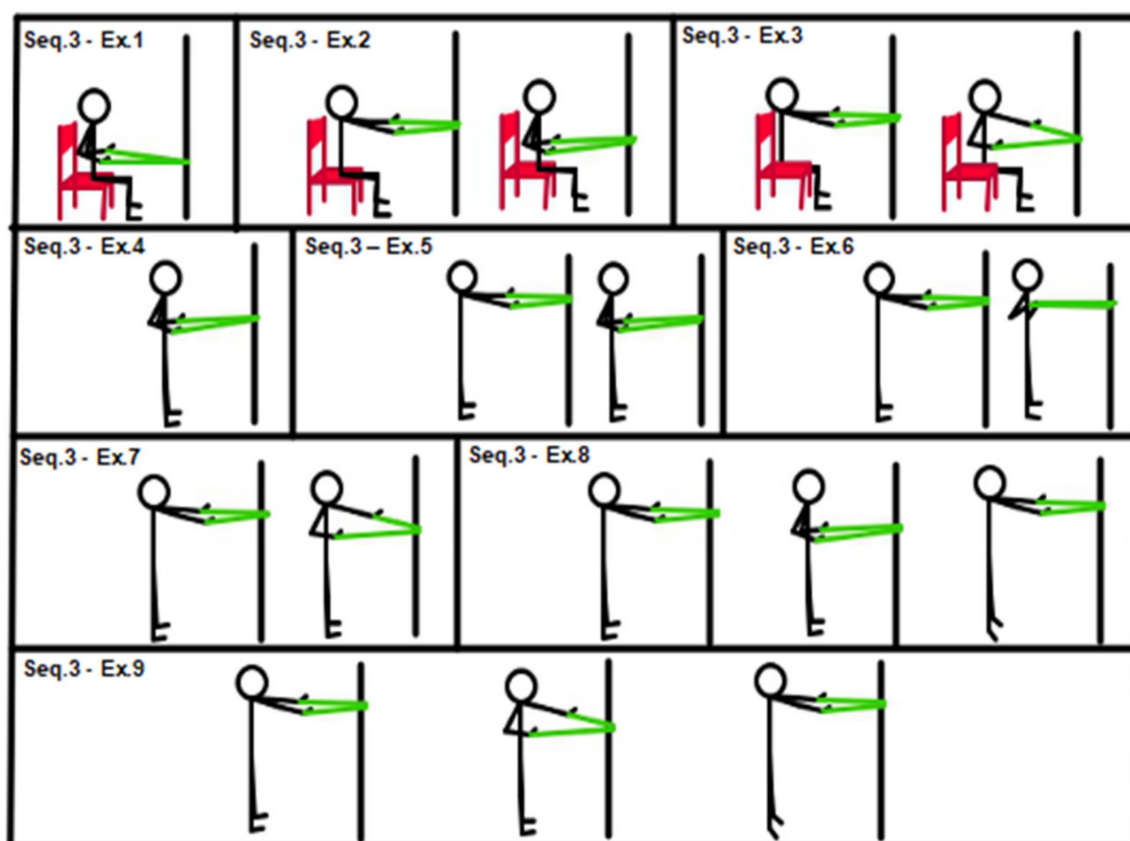 Seq.3 - Ex.1
Seq.3 - Ex.2
Seq.3 - Ex.3
Seq.3 - Ex.4
Seq.3 – Ex.5
Seq.3 - Ex.6
Seq.3 - Ex.7
Seq.3 - Ex.8
Seq.3 - Ex.9